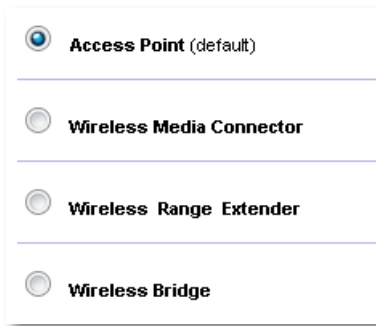 Access Point (default)
Wireless Media Connector
Wireless Range Extender
Wireless Bridge